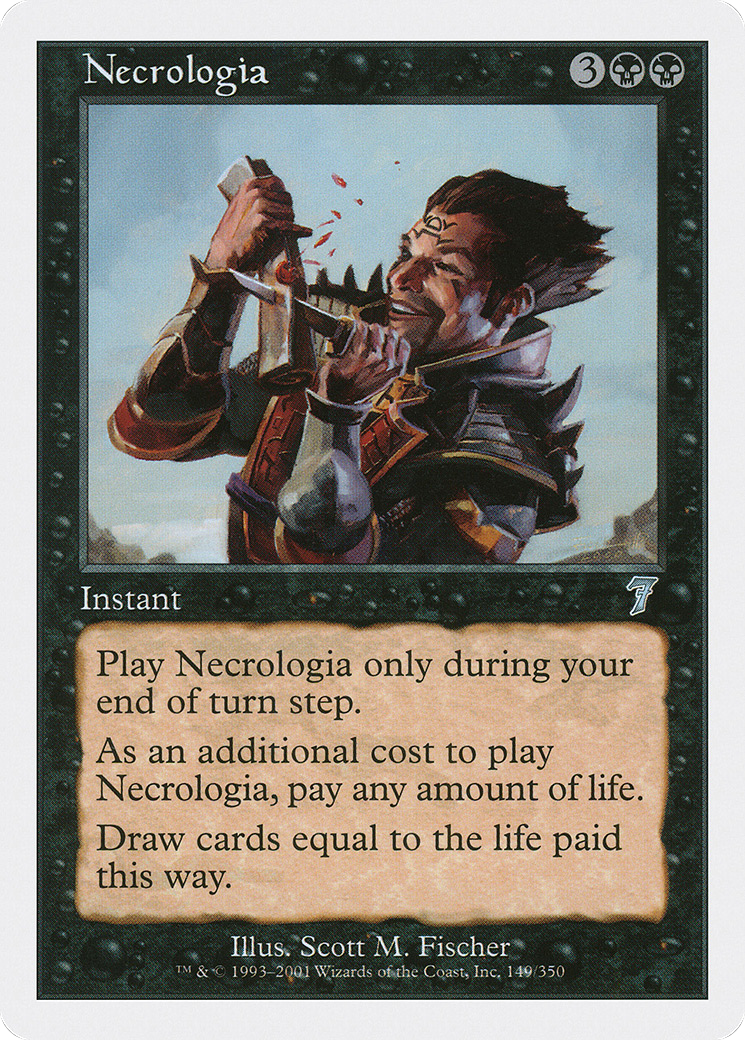 Necrologia
3
Instant
7
Play Necrologia only during your
end of turn step.
As an additional cost to play
Necrologia, pay any amount of life.
Draw cards equal to the life paid
this way.
Illus. Scott M. Fischer
™ & © 1993–2001 Wizards of the Coast, Inc. 149/350